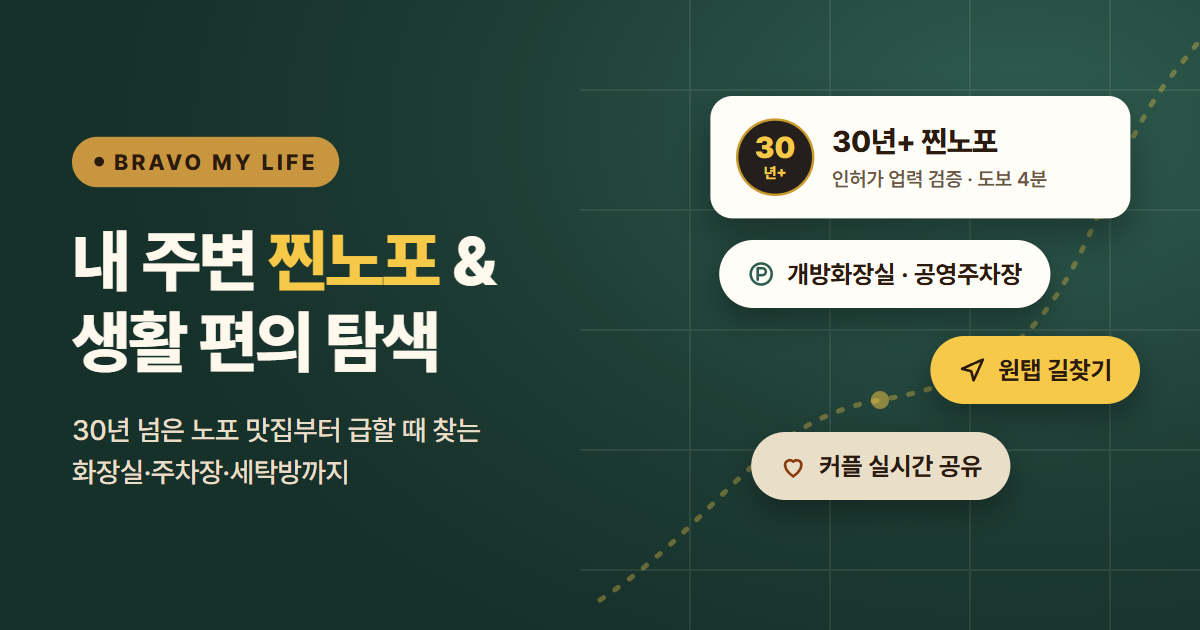 • BRAVO MY LIFE
내 주변 찐노포 &
생활 편의 탐색
30년 넘은 노포 맛집부터 급할 때 찾는
화장실·주차장·세탁방까지
30
년+
30년+ 찐노포
인허가 업력 검증 · 도보 4분
P 개방화장실 · 공영주차장
원탭 길찾기
커플 실시간 공유